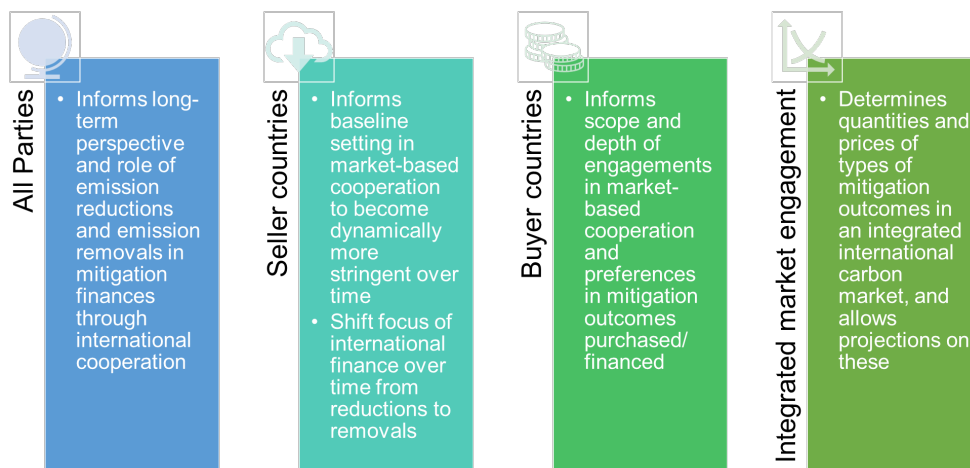 All Parties
• Informs long-
term
perspective
and role of
emission
reductions
and emission
removals in
mitigation
finances
through
international
cooperation
Seller countries
• Informs
baseline
setting in
market-based
cooperation
to become
dynamically
more
stringent over
time
• Shift focus of
international
finance over
time from
reductions to
removals
Buyer countries
• Informs
scope and
depth of
engagements
in market-
based
cooperation
and
preferences
in mitigation
outcomes
purchased/
financed
Integrated market engagement
• Determines
quantities and
prices of
types of
mitigation
outcomes in
an integrated
international
carbon
market, and
allows
projections on
these